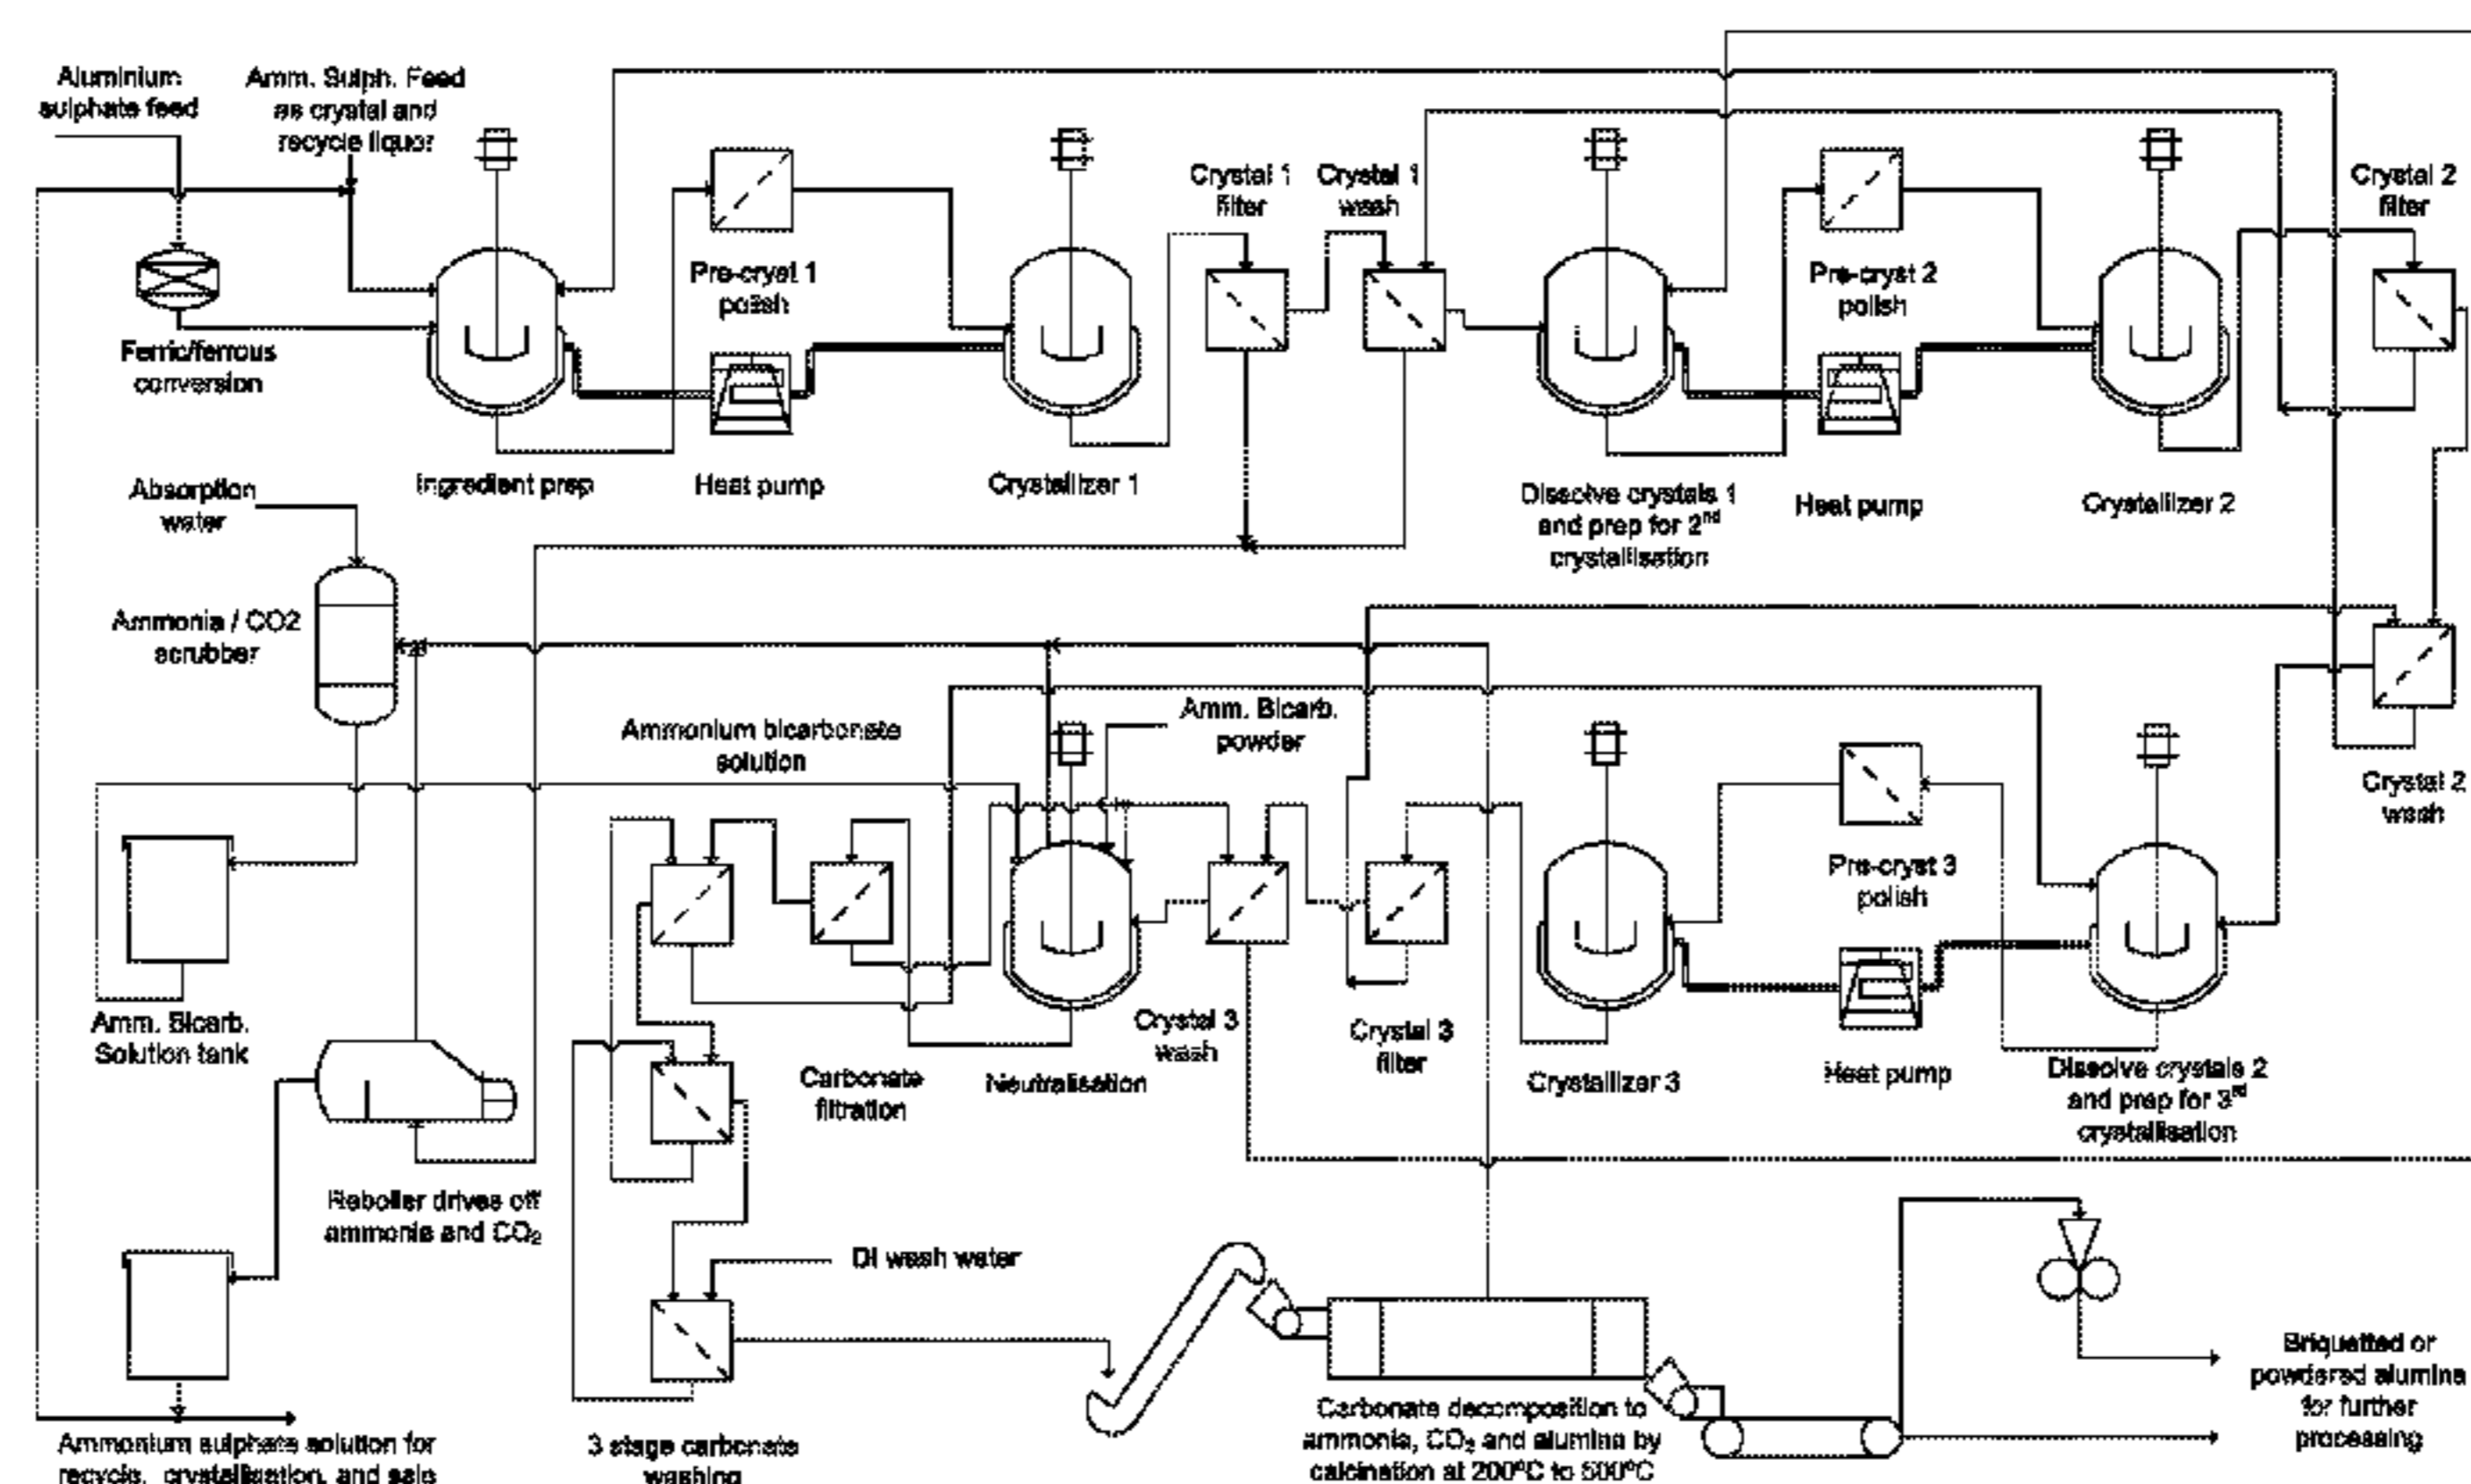 Aluminium
sulphate feed
Amm. Sulph. Feed
as crystal and
recycle liquor
Crystal 1
filter
Crystal 1
wash
Crystal 2
filter
Pre-cryst 1
polish
Pre-cryst 2
polish
Ferric/ferrous
conversion
Ingredient prep
Heat pump
Crystallizer 1
Dissolve crystals 1
and prep for 2nd
crystallisation
Heat pump
Crystallizer 2
Absorption
water
Ammonia / CO2
scrubber
Ammonium bicarbonate
solution
Amm. Bicarb.
powder
Crystal 2
wash
Pre-cryst 3
polish
Amm. Bicarb.
Solution tank
Carbonate
filtration
Neutralisation
Crystal 3
wash
Crystal 3
filter
Crystallizer 3
Heat pump
Dissolve crystals 2
and prep for 3rd
crystallisation
Reboiler drives off
ammonia and CO₂
DI wash water
Briquetted or
powdered alumina
for further
processing
Ammonium sulphate solution for
recycle, crystallisation, and sale
3 stage carbonate
washing
Carbonate decomposition to
ammonia, CO₂ and alumina by
calcination at 200ºC to 500ºC